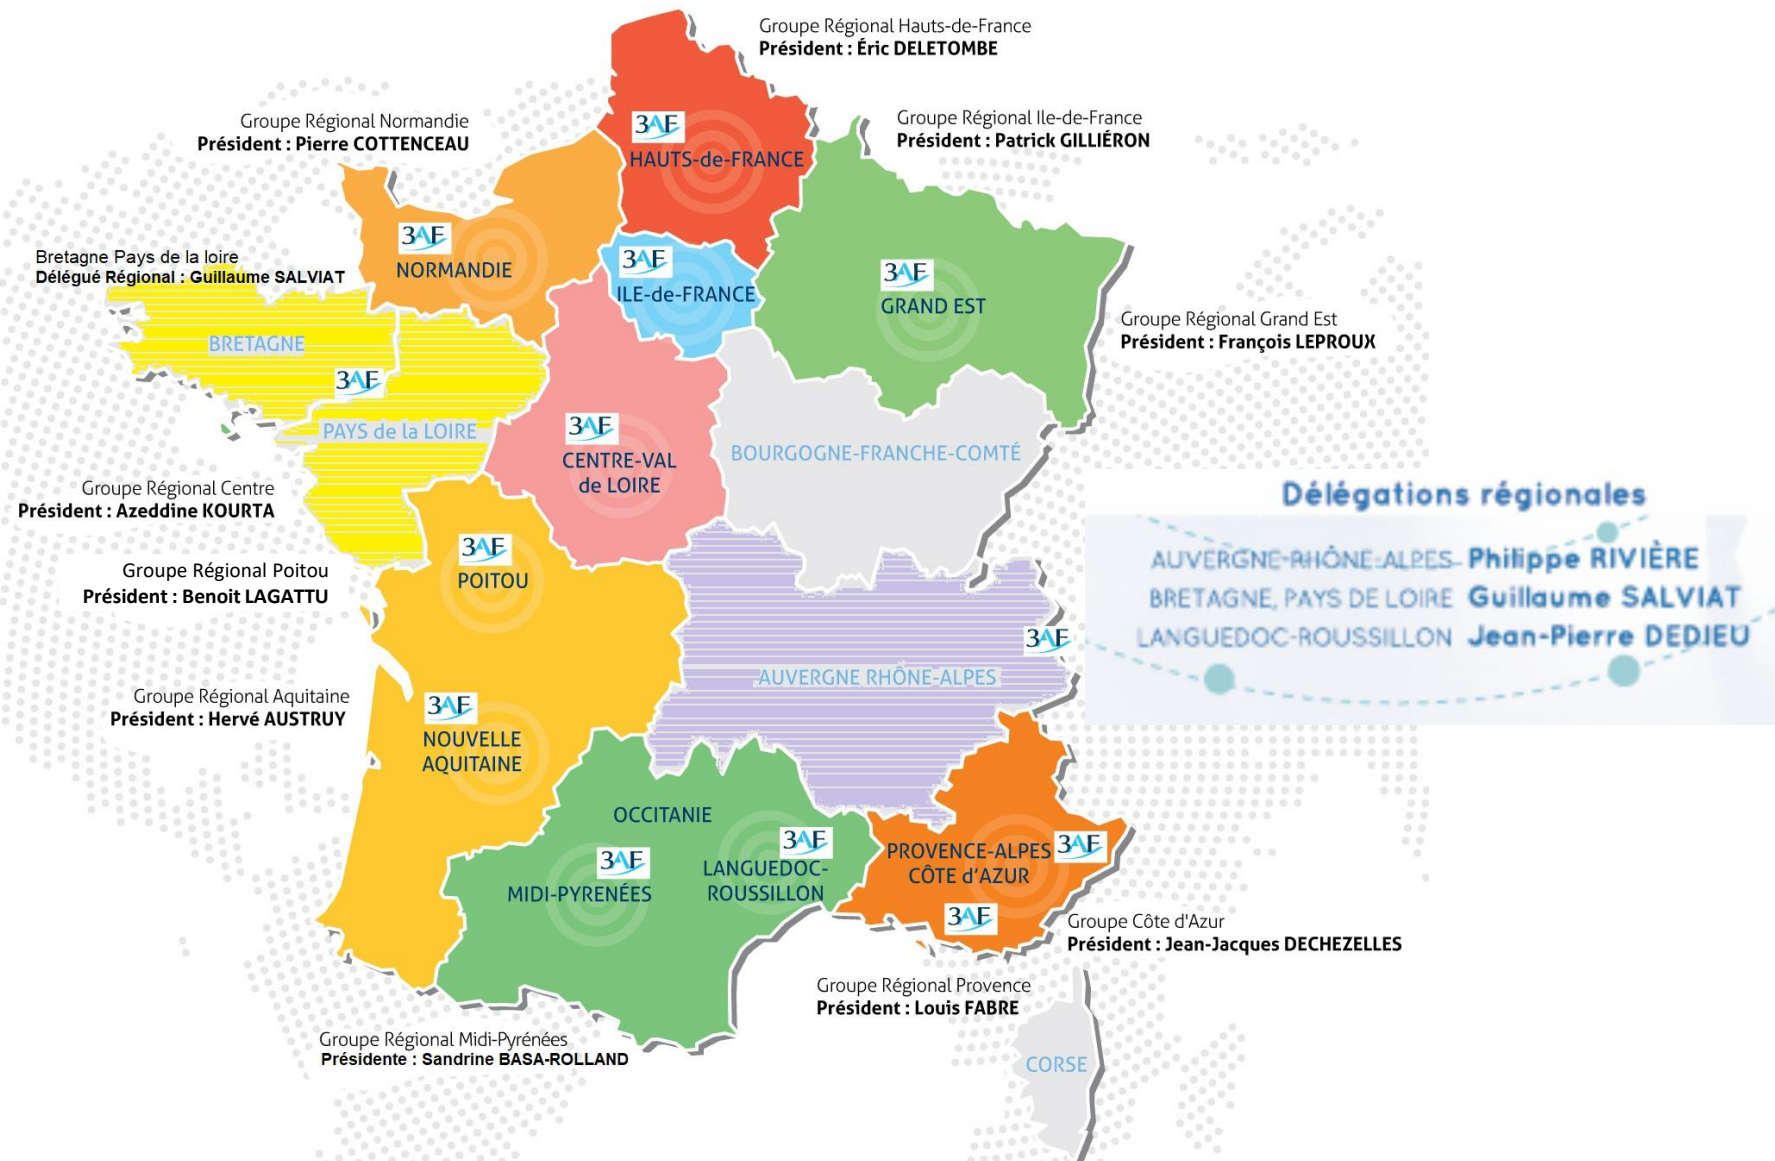 Groupe Régional Hauts-de-France
Président : Éric DELETOMBE
Groupe Régional Normandie
Président : Pierre COTTENCEAU
Groupe Régional Ile-de-France
Président : Patrick GILLIÉRON
3AF
HAUTS-de-FRANCE
3AF
NORMANDIE
3AF
ILE-de-FRANCE
3AF
GRAND EST
Bretagne Pays de la loire
Délégué Régional : Guillaume SALVIAT
BRETAGNE
3AF
PAYS de la LOIRE
Groupe Régional Grand Est
Président : François LEPROUX
3AF
CENTRE-VAL
de LOIRE
BOURGOGNE-FRANCHE-COMTÉ
Groupe Régional Centre
Président : Azeddine KOURTA
Délégations régionales
AUVERGNE-RHÔNE-ALPES Philippe RIVIÈRE
BRETAGNE, PAYS DE LOIRE Guillaume SALVIAT
LANGUEDOC-ROUSSILLON Jean-Pierre DEDIEU
Groupe Régional Poitou
Président : Benoit LAGATTU
3AF
POITOU
3AF
AUVERGNE RHÔNE-ALPES
Groupe Régional Aquitaine
Président : Hervé AUSTRUY
3AF
NOUVELLE
AQUITAINE
OCCITANIE
3AF
MIDI-PYRENÉES
3AF
LANGUEDOC-
ROUSSILLON
PROVENCE-ALPES
CÔTE d'AZUR
3AF
3AF
Groupe Côte d'Azur
Président : Jean-Jacques DECHEZELLES
Groupe Régional Provence
Président : Louis FABRE
Groupe Régional Midi-Pyrénées
Présidente : Sandrine BASA-ROLLAND
CORSE